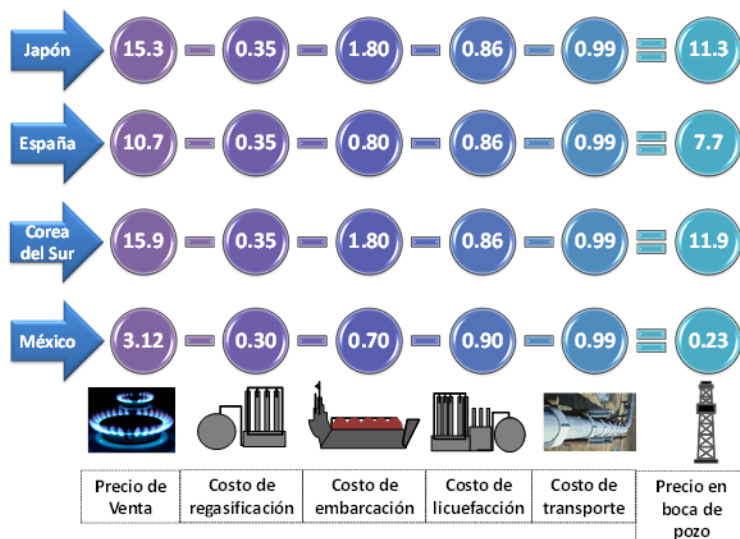 Japón 15.3 0.35 1.80 0.86 0.99 11.3
España 10.7 0.35 0.80 0.86 0.99 7.7
Corea
del Sur 15.9 0.35 1.80 0.86 0.99 11.9
México 3.12 0.30 0.70 0.90 0.99 0.23
Precio de
Venta
Costo de
regasificación
Costo de
embarcación
Costo de
licuefacción
Costo de
transporte
Precio en
boca de
pozo